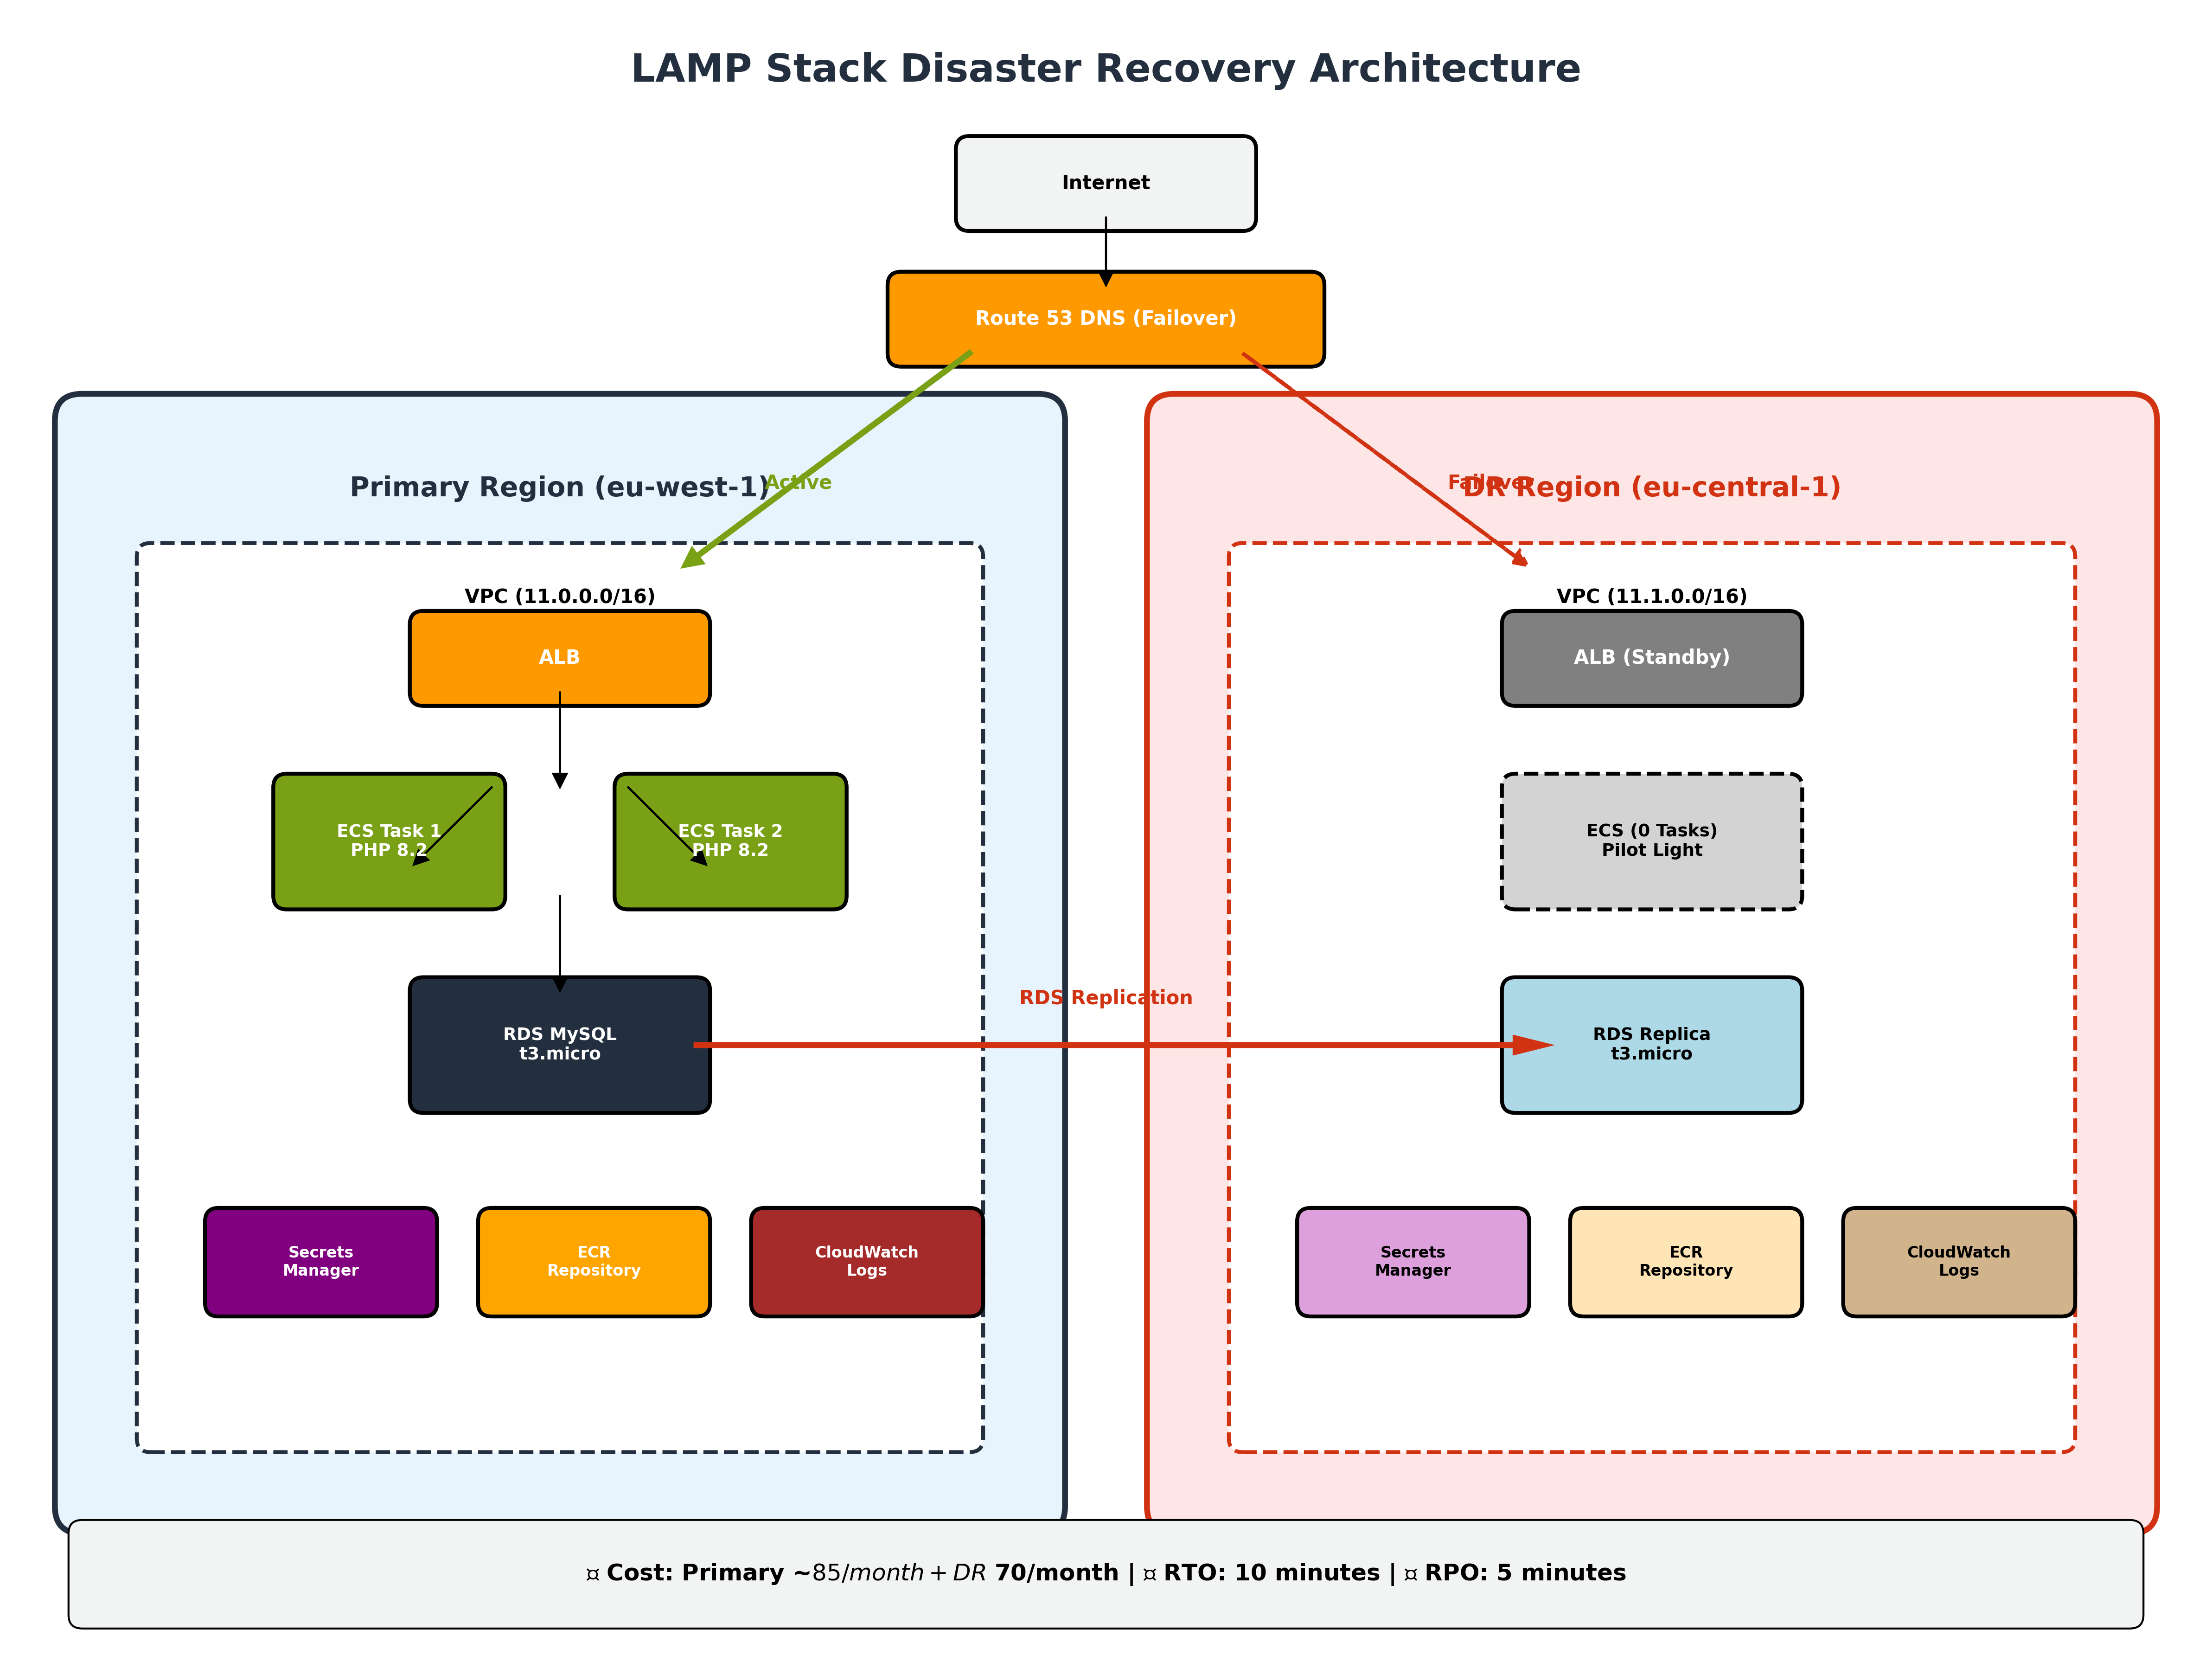 LAMP Stack Disaster Recovery Architecture
Internet
Route 53 DNS (Failover)
Primary Region (eu-west-1)
Active
VPC (11.0.0.0/16)
ALB
ECS Task 1
PHP 8.2
ECS Task 2
PHP 8.2
RDS MySQL
t3.micro
Secrets
Manager
ECR
Repository
CloudWatch
Logs
RDS Replication
Failover
DR Region (eu-central-1)
VPC (11.1.0.0/16)
ALB (Standby)
ECS (0 Tasks)
Pilot Light
RDS Replica
t3.micro
Secrets
Manager
ECR
Repository
CloudWatch
Logs
Cost: Primary ~85/month + DR 70/month | RTO: 10 minutes | RPO: 5 minutes